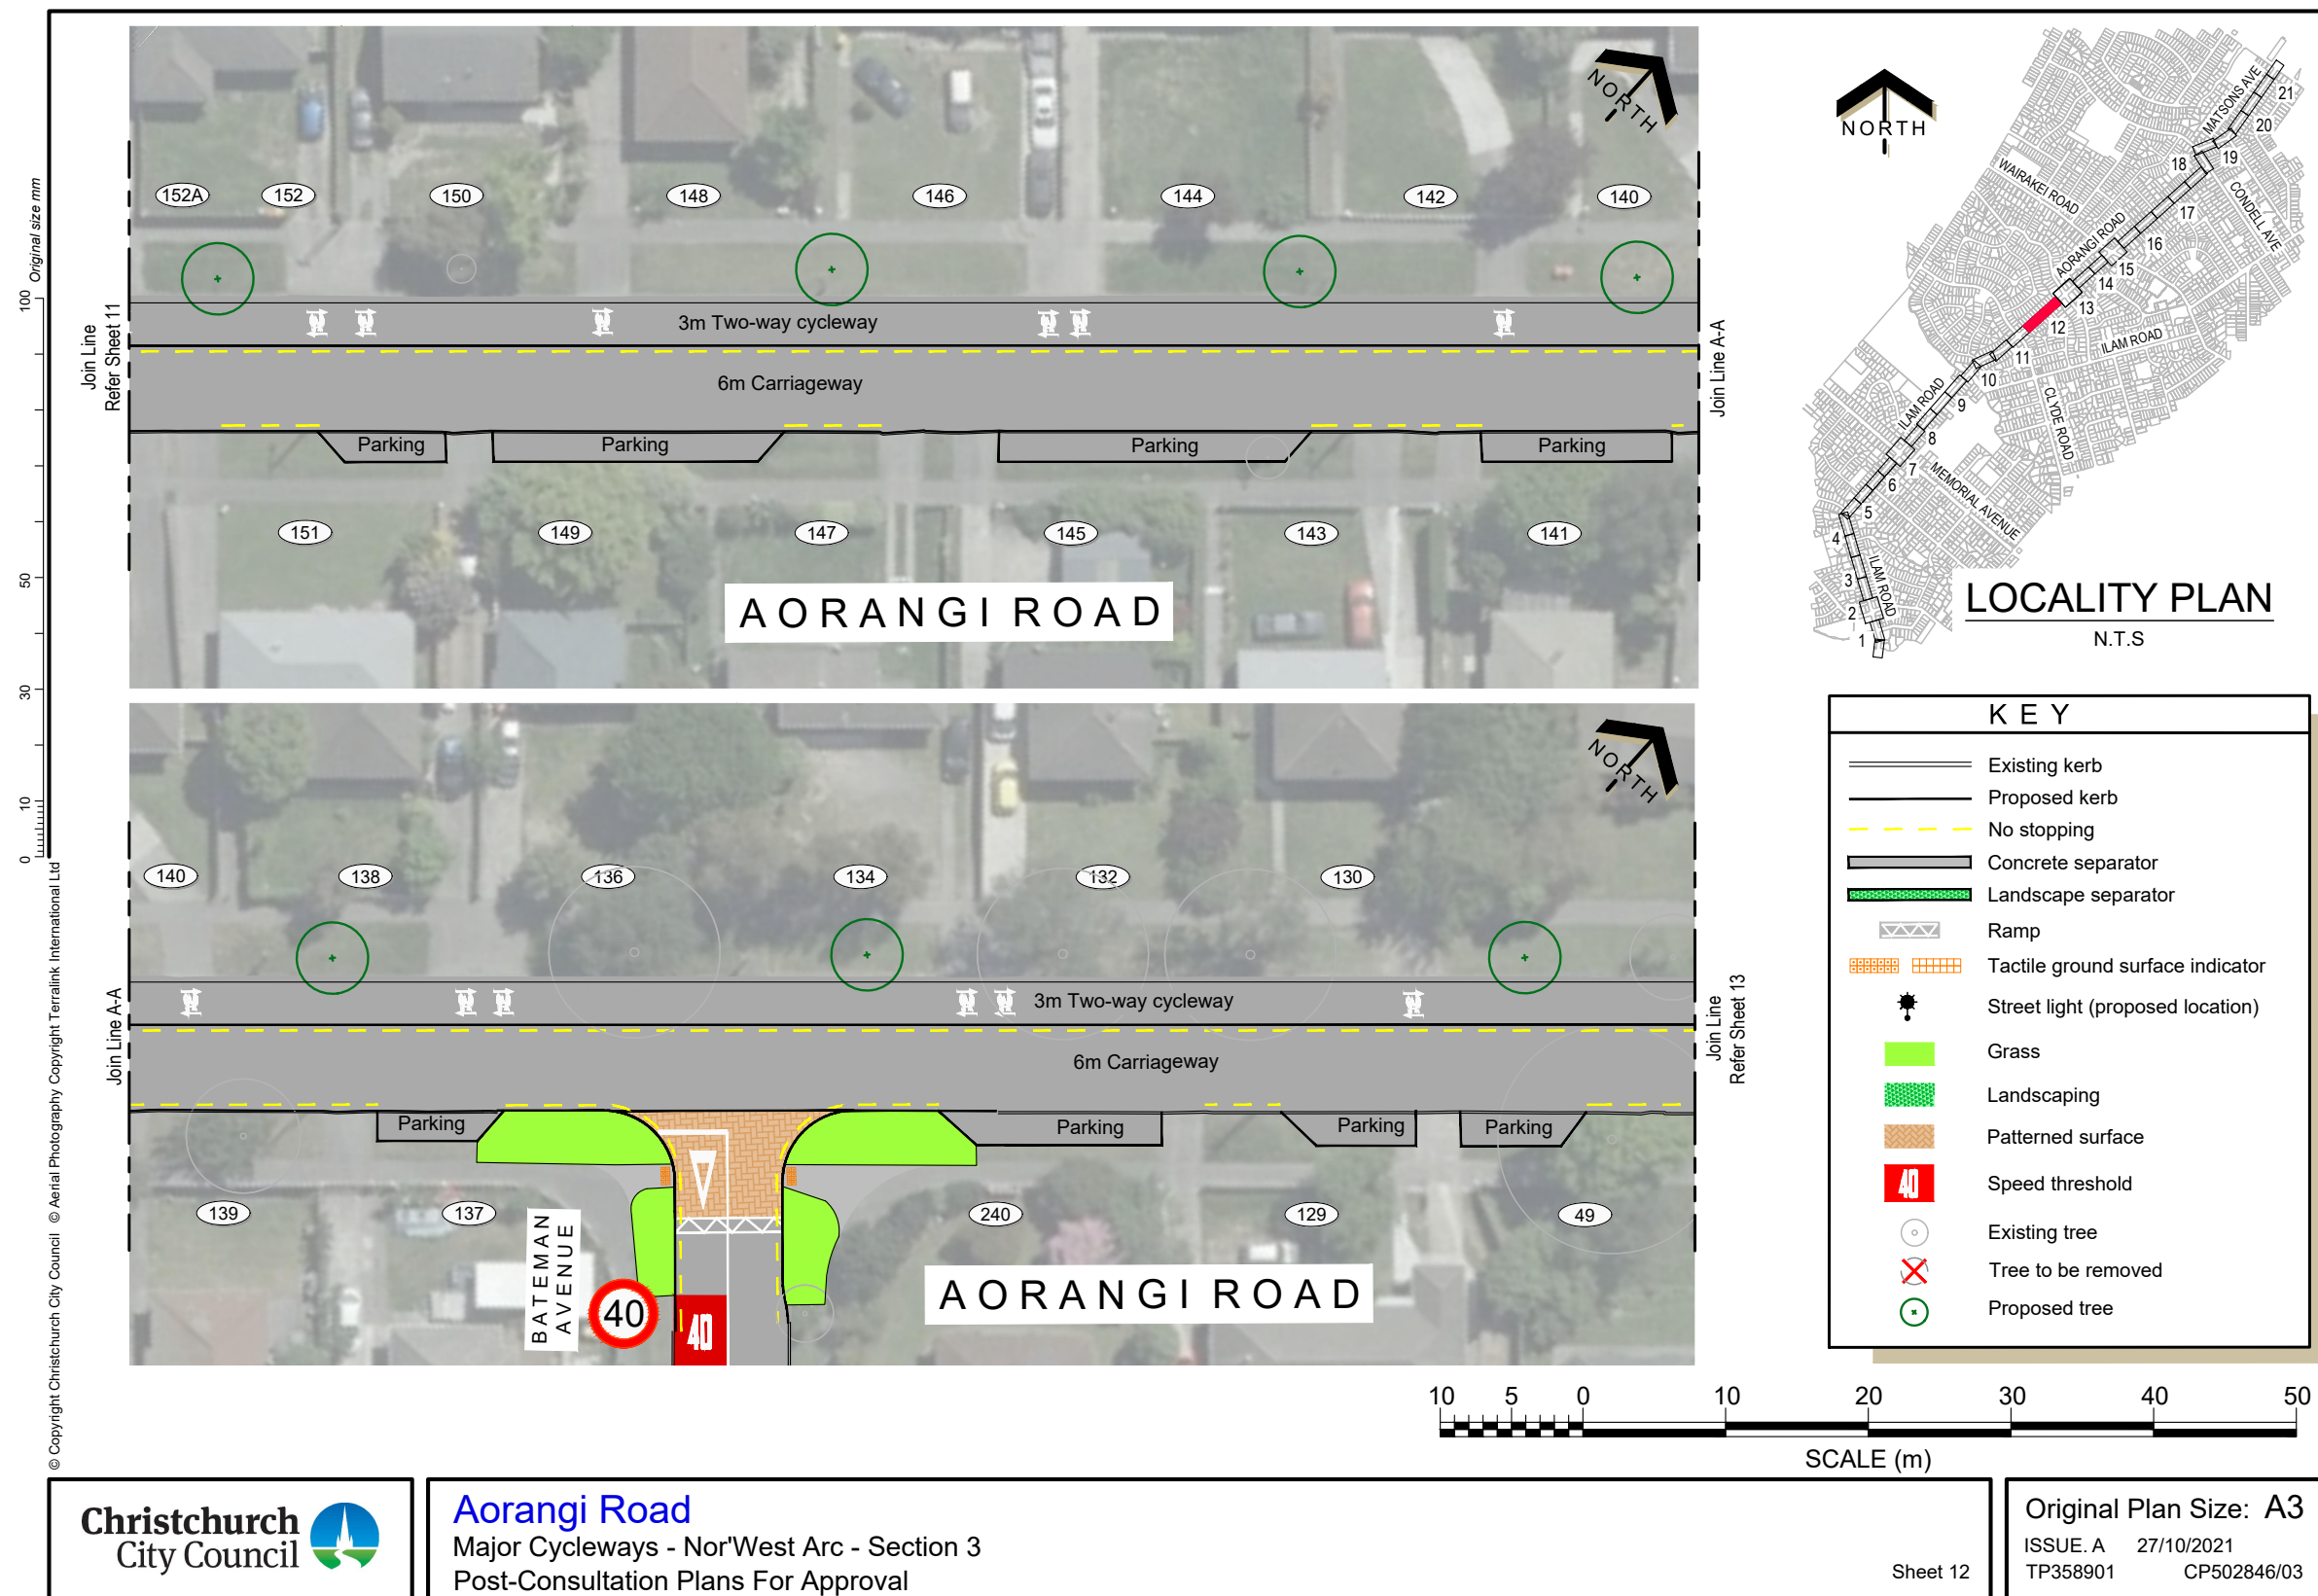 Original size mm
100
50
30
10
0
© Copyright Christchurch City Council © Aerial Photography Copyright Terralink International Ltd
NORTH
152A
152
150
148
146
144
142
140
Join Line
Refer Sheet 11
3m Two-way cycleway
6m Carriageway
Join Line A-A
Parking
Parking
Parking
Parking
151
149
147
145
143
141
AORANGI ROAD
NORTH
140
138
136
134
132
130
Join Line A-A
3m Two-way cycleway
6m Carriageway
Join Line
Refer Sheet 13
Parking
Parking
Parking
Parking
139
137
240
129
49
BATEMAN
AVENUE
40
40
AORANGI ROAD
NORTH
MATSONS AVE
21
20
19
18
WAIRAKEI ROAD
CONDELL AVE
17
AORANGI ROAD
16
15
14
13
12
ILAM ROAD
11
10
CLYDE ROAD
ILAM ROAD
9
8
7
MEMORIAL AVENUE
6
5
4
3
ILAM ROAD
2
1
LOCALITY PLAN
N.T.S
KEY
Existing kerb
Proposed kerb
No stopping
Concrete separator
Landscape separator
Ramp
Tactile ground surface indicator
Street light (proposed location)
Grass
Landscaping
Patterned surface
40
Speed threshold
Existing tree
Tree to be removed
Proposed tree
10 5 0 10 20 30 40 50
SCALE (m)
Christchurch
City Council
Aorangi Road
Major Cycleways - Nor'West Arc - Section 3
Post-Consultation Plans For Approval
Sheet 12
Original Plan Size: A3
ISSUE. A 27/10/2021
TP358901 CP502846/03